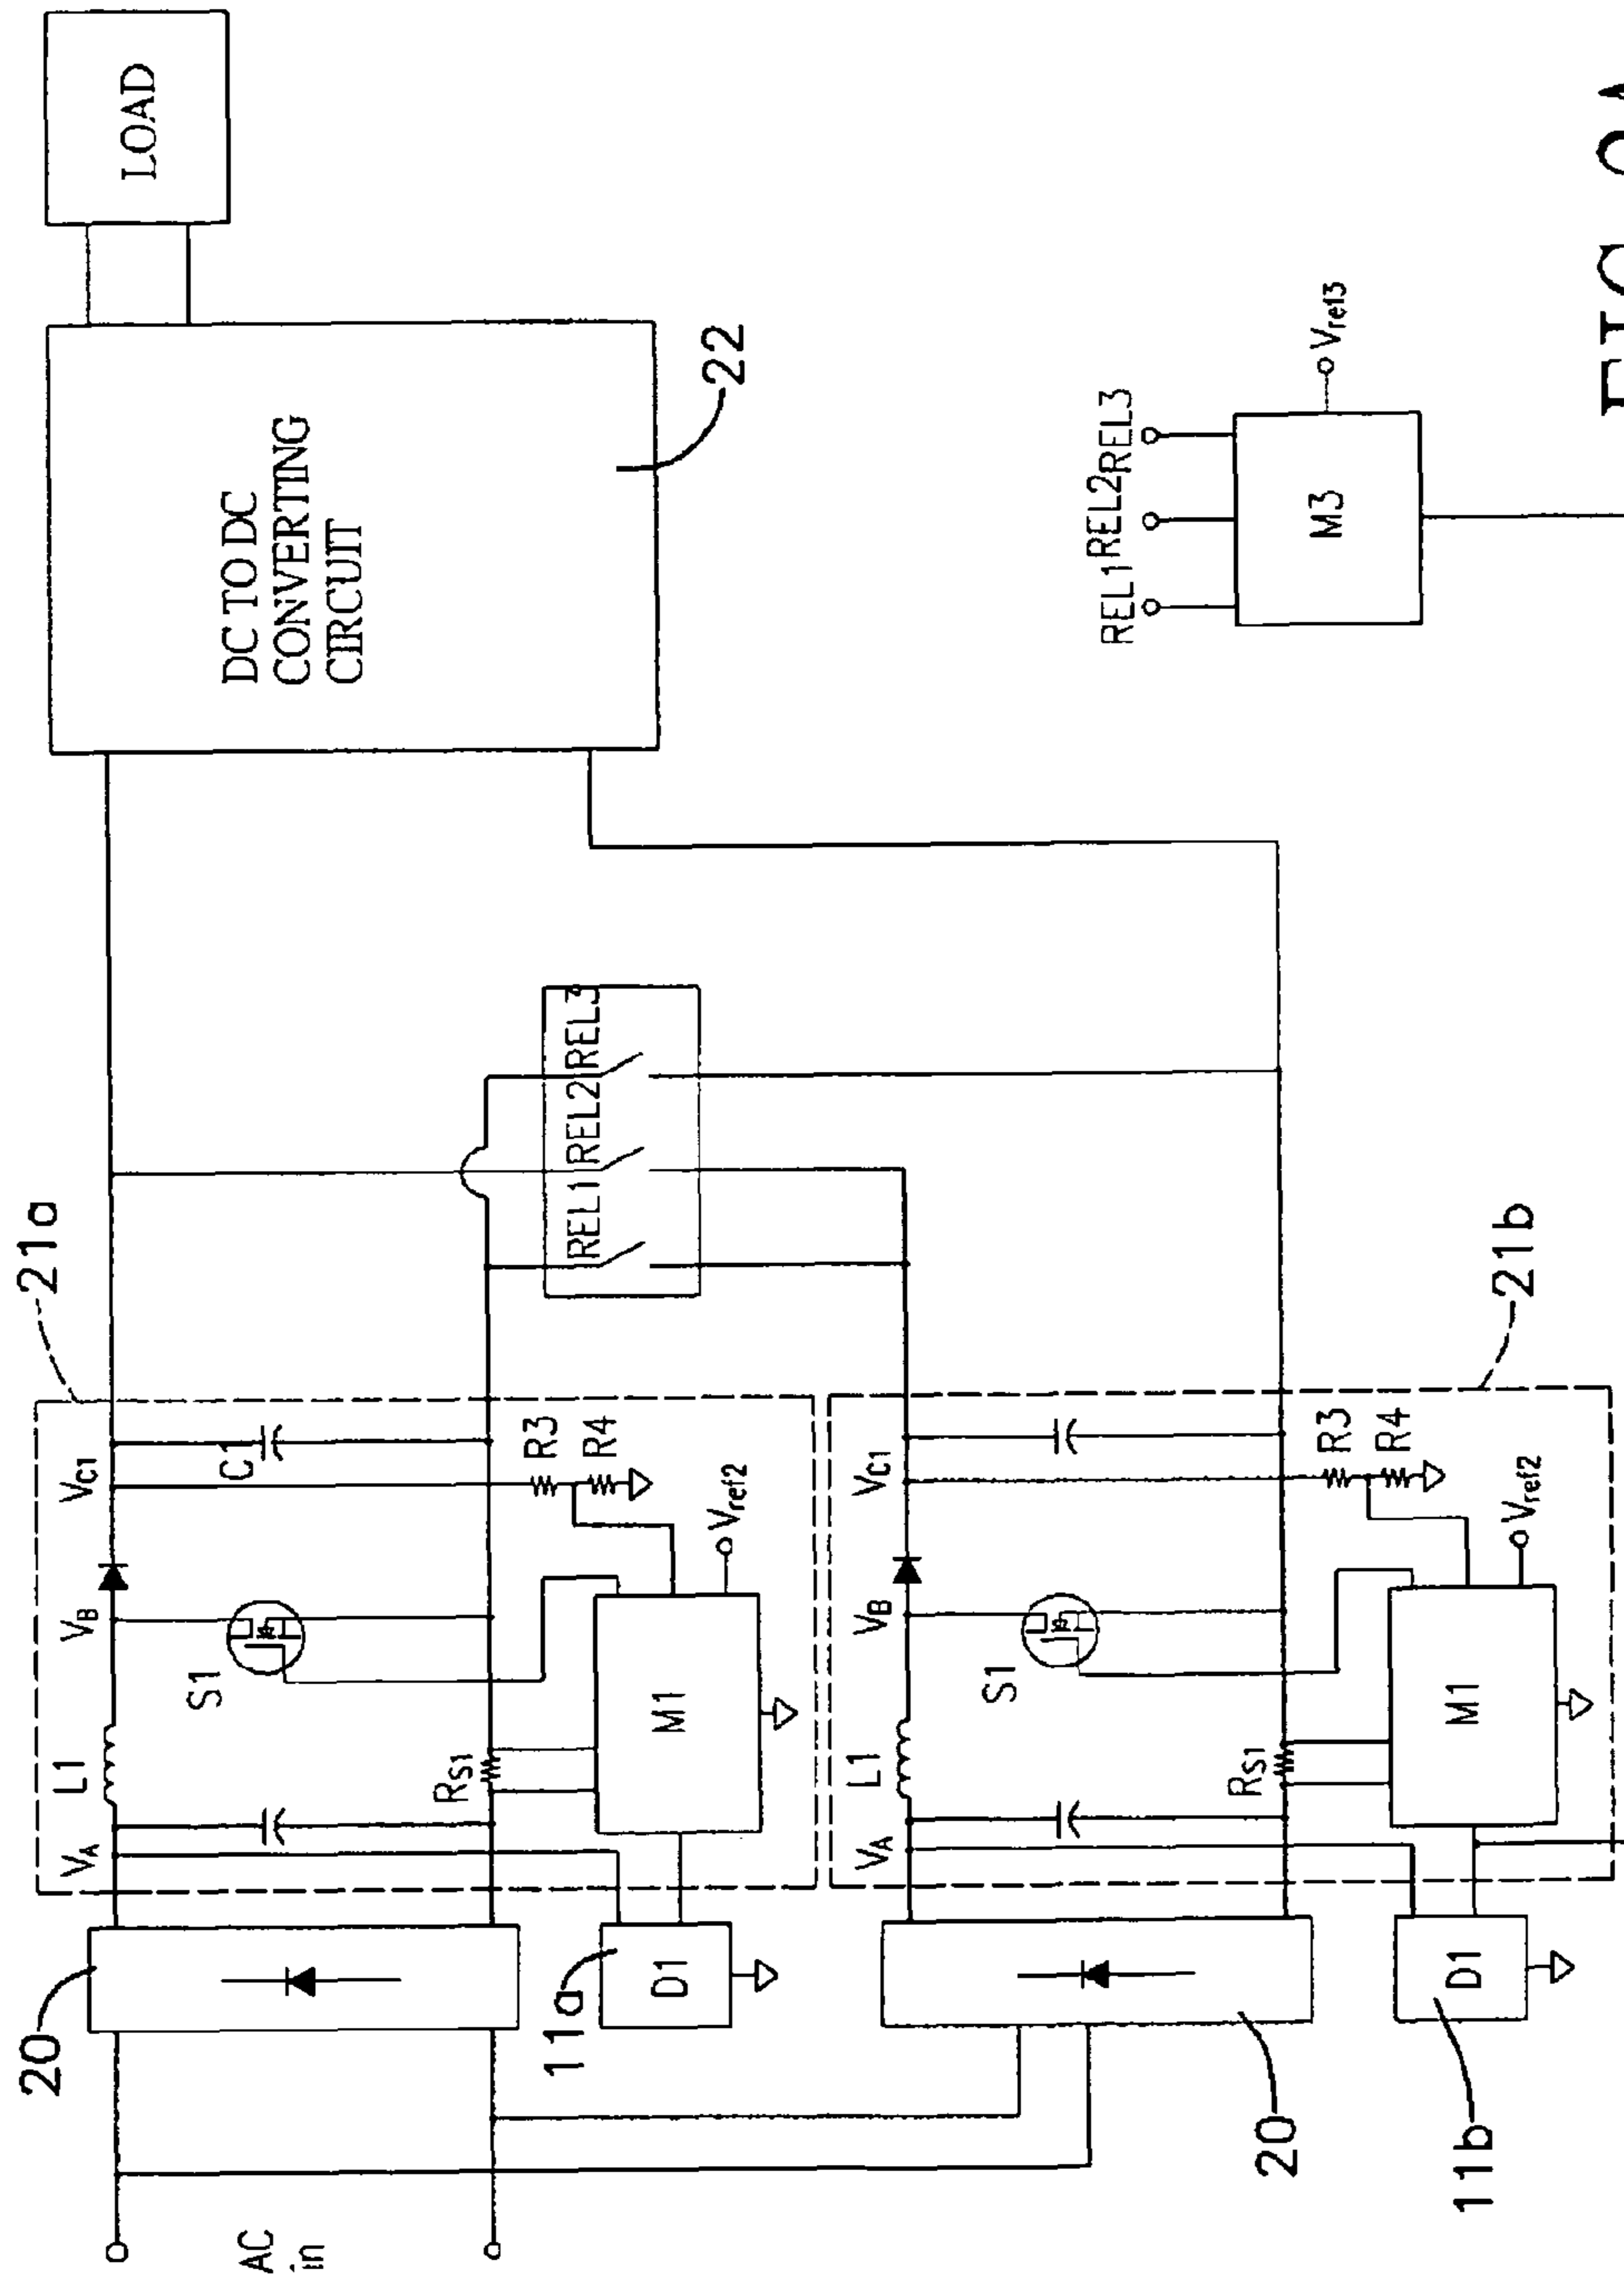 LOAD
DC TO DC
CONVERTING
CIRCUIT
22
REL1 REL2 REL3
M3
Vref3
REL1 REL2 REL3
21a
VA
L1
VB
VC1
C1
S1
RS1
R3
R4
M1
Vref2
20
11a
D1
AC
in
21b
VA
L1
VB
VC1
S1
RS1
R3
R4
M1
Vref2
20
11b
D1